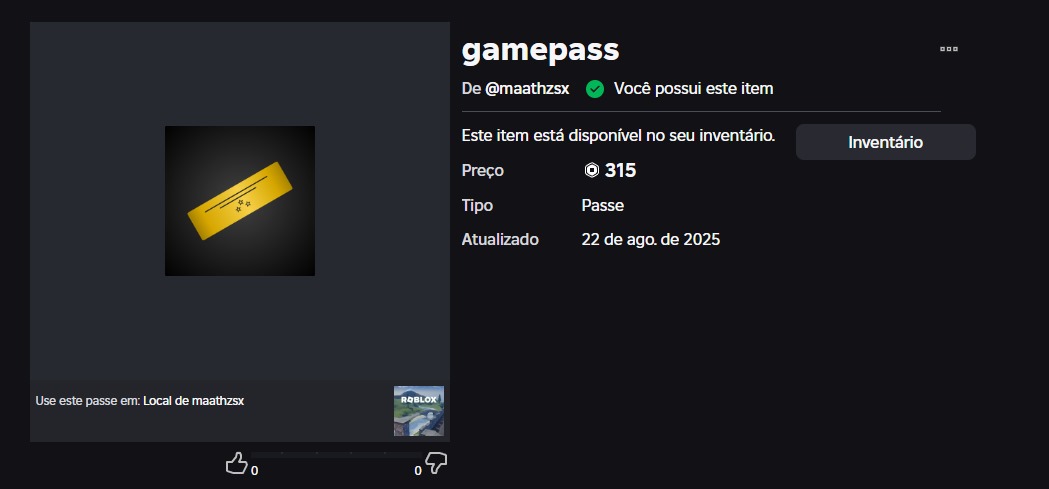 gamepass
De @maathzsx Você possui este item
Este item está disponível no seu inventário.
Inventário
Preço 315
Tipo Passe
Atualizado 22 de ago. de 2025
Use este passe em: Local de maathzsx
ROBLOX
0 0